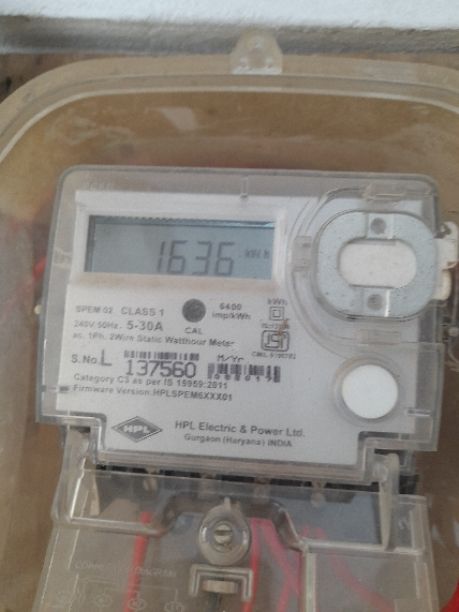 1636 kWh
SPEM 02 CLASS 1
240V 50Hz. 5-30A
ac. 1Ph. 2Wire Static Watthour Meter
CAL
6400
imp/kWh
kWh
S.No. L 137560
M/Yr
Category C3 as per IS 15959:2011
Firmware Version:HPLSPEM6XXX01
HPL
HPL Electric & Power Ltd.
Gurgaon (Haryana) INDIA